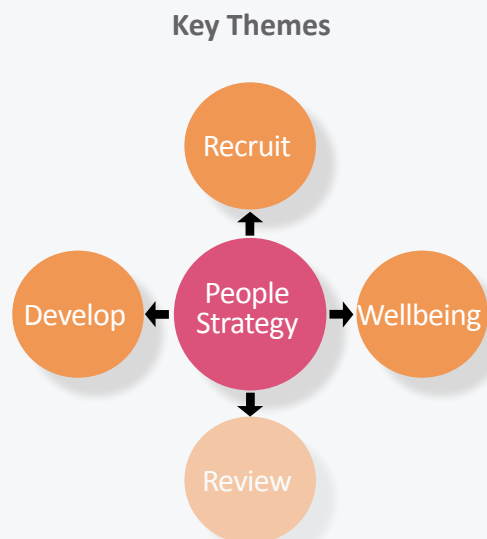 Key Themes
Recruit
Develop
People
Strategy
Wellbeing
Review